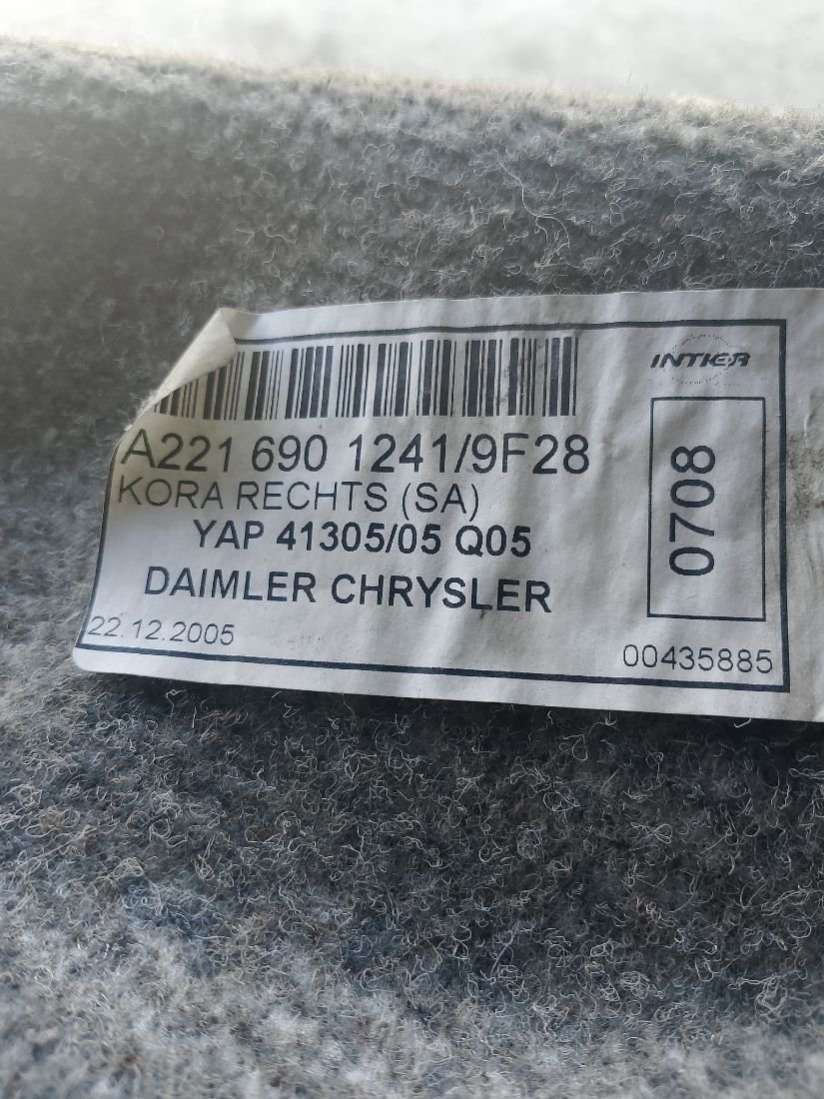 INTIER
A221 690 1241/9F28
KORA RECHTS (SA)
YAP 41305/05 Q05
DAIMLER CHRYSLER
0708
22.12.2005
00435885